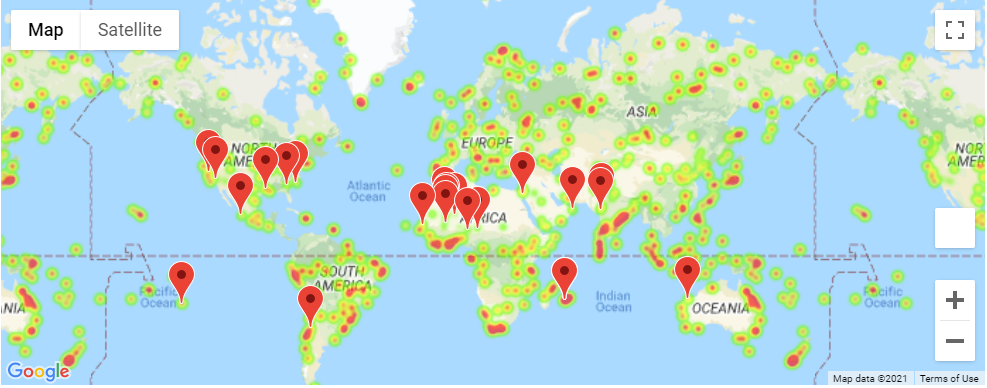 Map
Satellite
ASIA
EUROPE
NORTH
AMERICA
NORTH
AMERICA
Atlantic
Ocean
AFRICA
SOUTH
AMERICA
Pacific
Ocean
Indian
Ocean
OCEANIA
Pacific
Ocean
Google
Map data ©2021
Terms of Use